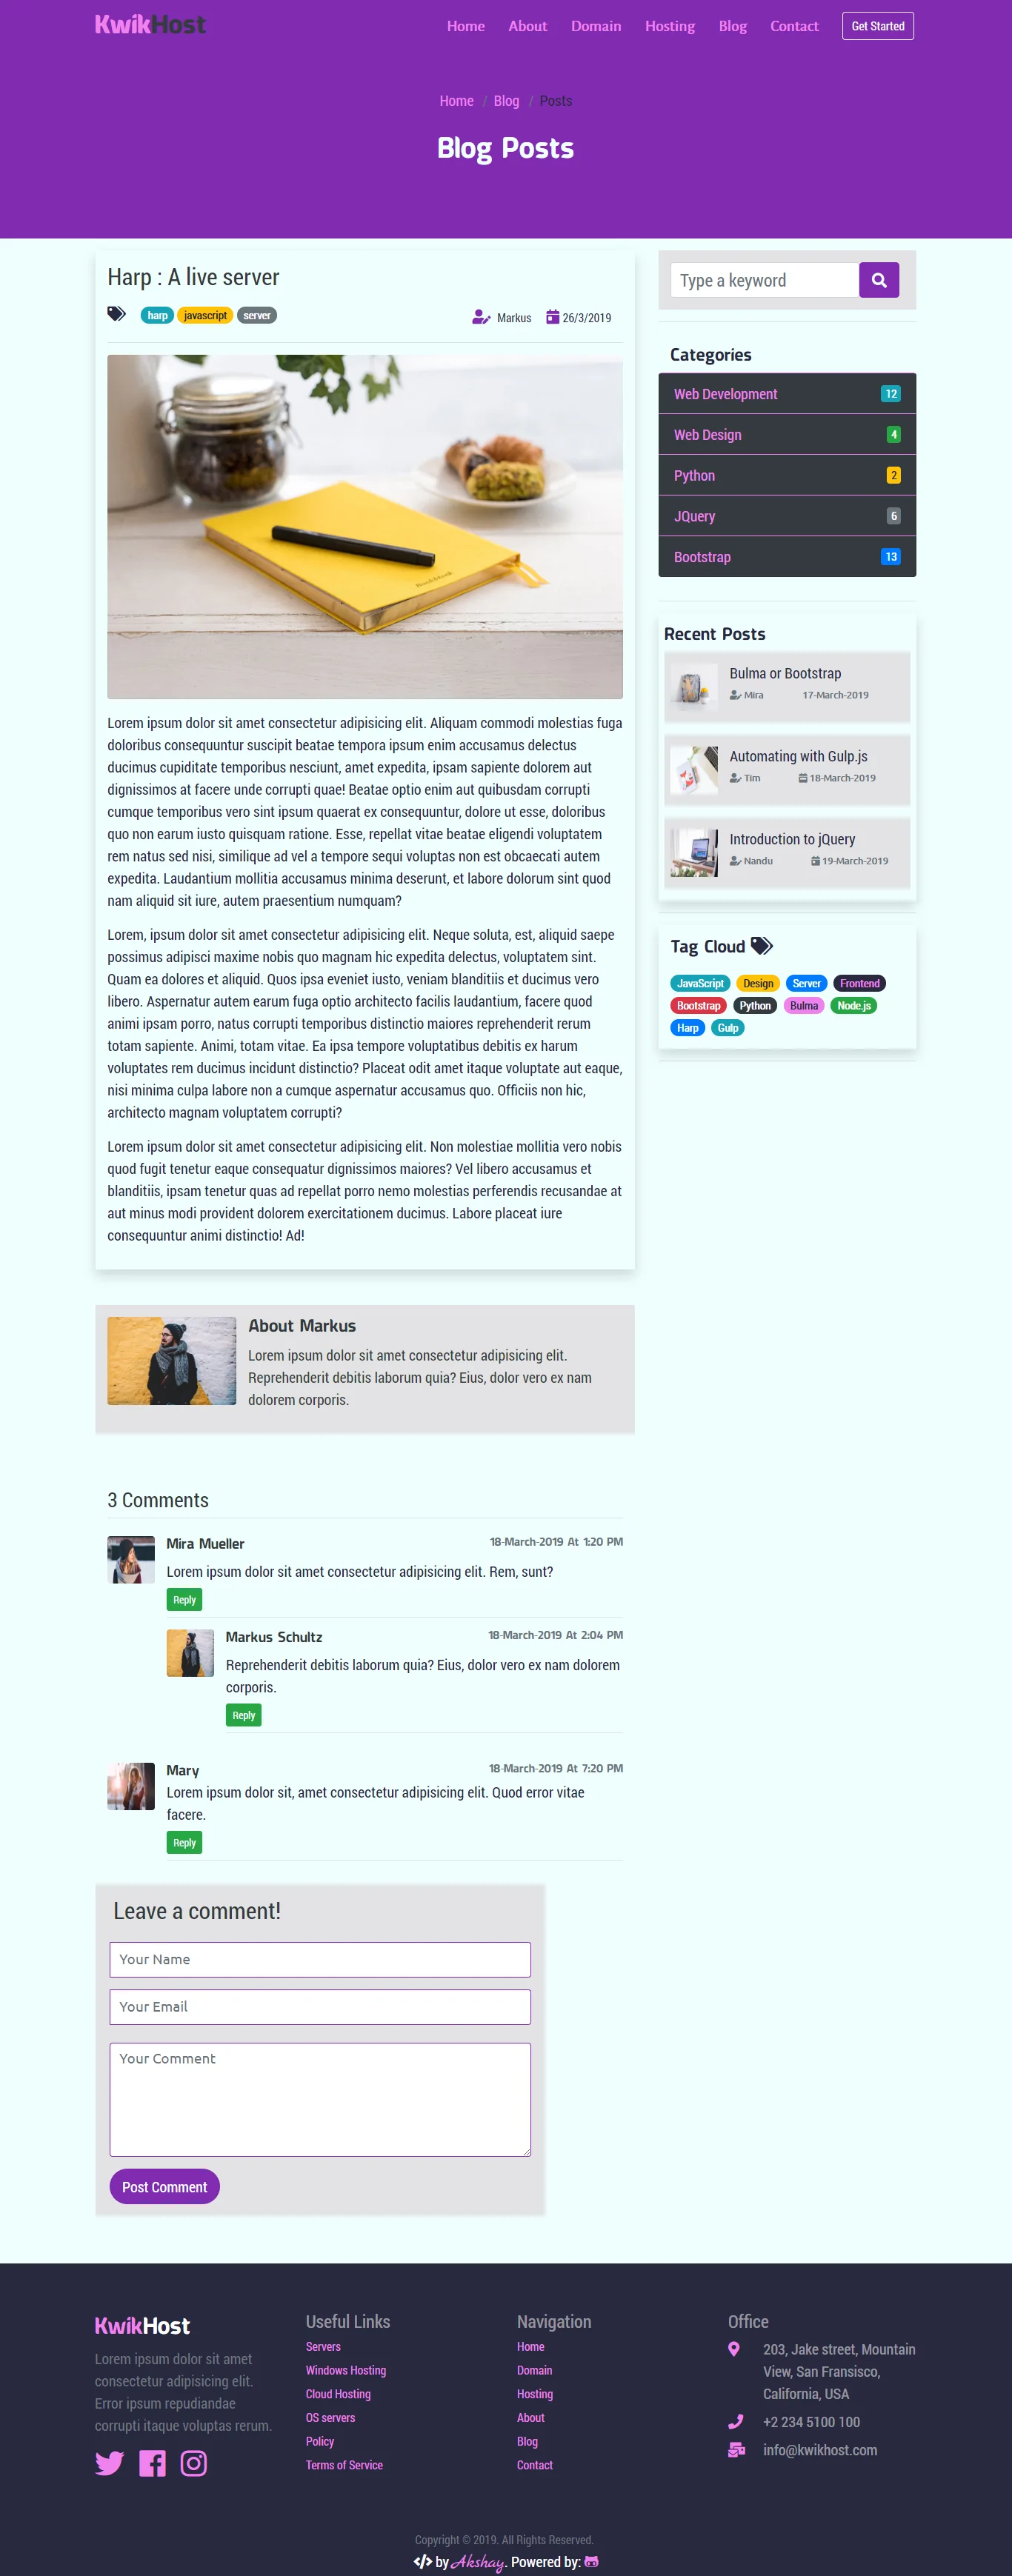 KwikHost
Home About Domain Hosting Blog Contact Get Started
Home / Blog / Posts
Blog Posts
Harp : A live server
harp javascript server
Markus 26/3/2019
Lorem ipsum dolor sit amet consectetur adipisicing elit. Aliquam commodi molestias fuga
doloribus consequuntur suscipit beatae tempora ipsum enim accusamus delectus
ducimus cupiditate temporibus nesciunt, amet expedita, ipsam sapiente dolorem aut
dignissimos at facere unde corrupti quae! Beatae optio enim aut quibusdam corrupti
cumque temporibus vero sint ipsum quaerat ex consequuntur, dolore ut esse, doloribus
quo non earum iusto quisquam ratione. Esse, repellat vitae beatae eligendi voluptatem
rem natus sed nisi, similique ad vel a tempore sequi voluptas non est obcaecati autem
expedita. Laudantium mollitia accusamus minima deserunt, et labore dolorum sint quod
nam aliquid sit iure, autem praesentium numquam?
Lorem, ipsum dolor sit amet consectetur adipisicing elit. Neque soluta, est, aliquid saepe
possimus adipisci maxime nobis quo magnam hic expedita delectus, voluptatem sint.
Quam ea dolores et aliquid. Quos ipsa eveniet iusto, veniam blanditiis et ducimus vero
libero. Aspernatur autem earum fuga optio architecto facilis laudantium, facere quod
animi ipsam porro, natus corrupti temporibus distinctio maiores reprehenderit rerum
totam sapiente. Animi, totam vitae. Ea ipsa tempore voluptatibus debitis ex harum
voluptates rem ducimus incidunt distinctio? Placeat odit amet itaque voluptate aut eaque,
nisi minima culpa labore non a cumque aspernatur accusamus quo. Officiis non hic,
architecto magnam voluptatem corrupti?
Lorem ipsum dolor sit amet consectetur adipisicing elit. Non molestiae mollitia vero nobis
quod fugit tenetur eaque consequatur dignissimos maiores? Vel libero accusamus et
blanditiis, ipsam tenetur quas ad repellat porro nemo molestias perferendis recusandae at
aut minus modi provident dolorem exercitationem ducimus. Labore placeat iure
consequuntur animi distinctio! Ad!
About Markus
Lorem ipsum dolor sit amet consectetur adipisicing elit.
Reprehenderit debitis laborum quia? Eius, dolor vero ex nam
dolorem corporis.
3 Comments
Mira Mueller 18-March-2019 At 1:20 PM
Lorem ipsum dolor sit amet consectetur adipisicing elit. Rem, sunt?
Reply
Markus Schultz 18-March-2019 At 2:04 PM
Reprehenderit debitis laborum quia? Eius, dolor vero ex nam dolorem
corporis.
Reply
Mary 18-March-2019 At 7:20 PM
Lorem ipsum dolor sit, amet consectetur adipisicing elit. Quod error vitae
facere.
Reply
Leave a comment!
Your Name
Your Email
Your Comment
Post Comment
Type a keyword
Categories
Web Development 12
Web Design 4
Python 2
JQuery 6
Bootstrap 13
Recent Posts
Bulma or Bootstrap
Mira 17-March-2019
Automating with Gulp.js
Tim 18-March-2019
Introduction to jQuery
Nandu 19-March-2019
Tag Cloud
JavaScript Design Server Frontend
Bootstrap Python Bulma Node.js
Harp Gulp
KwikHost
Lorem ipsum dolor sit amet
consectetur adipisicing elit.
Error ipsum repudiandae
corrupti itaque voluptas rerum.
Useful Links
Servers
Windows Hosting
Cloud Hosting
OS servers
Policy
Terms of Service
Navigation
Home
Domain
Hosting
About
Blog
Contact
Office
203, Jake street, Mountain
View, San Fransisco,
California, USA
+2 234 5100 100
info@kwikhost.com
Copyright © 2019. All Rights Reserved.
by Akshay. Powered by: